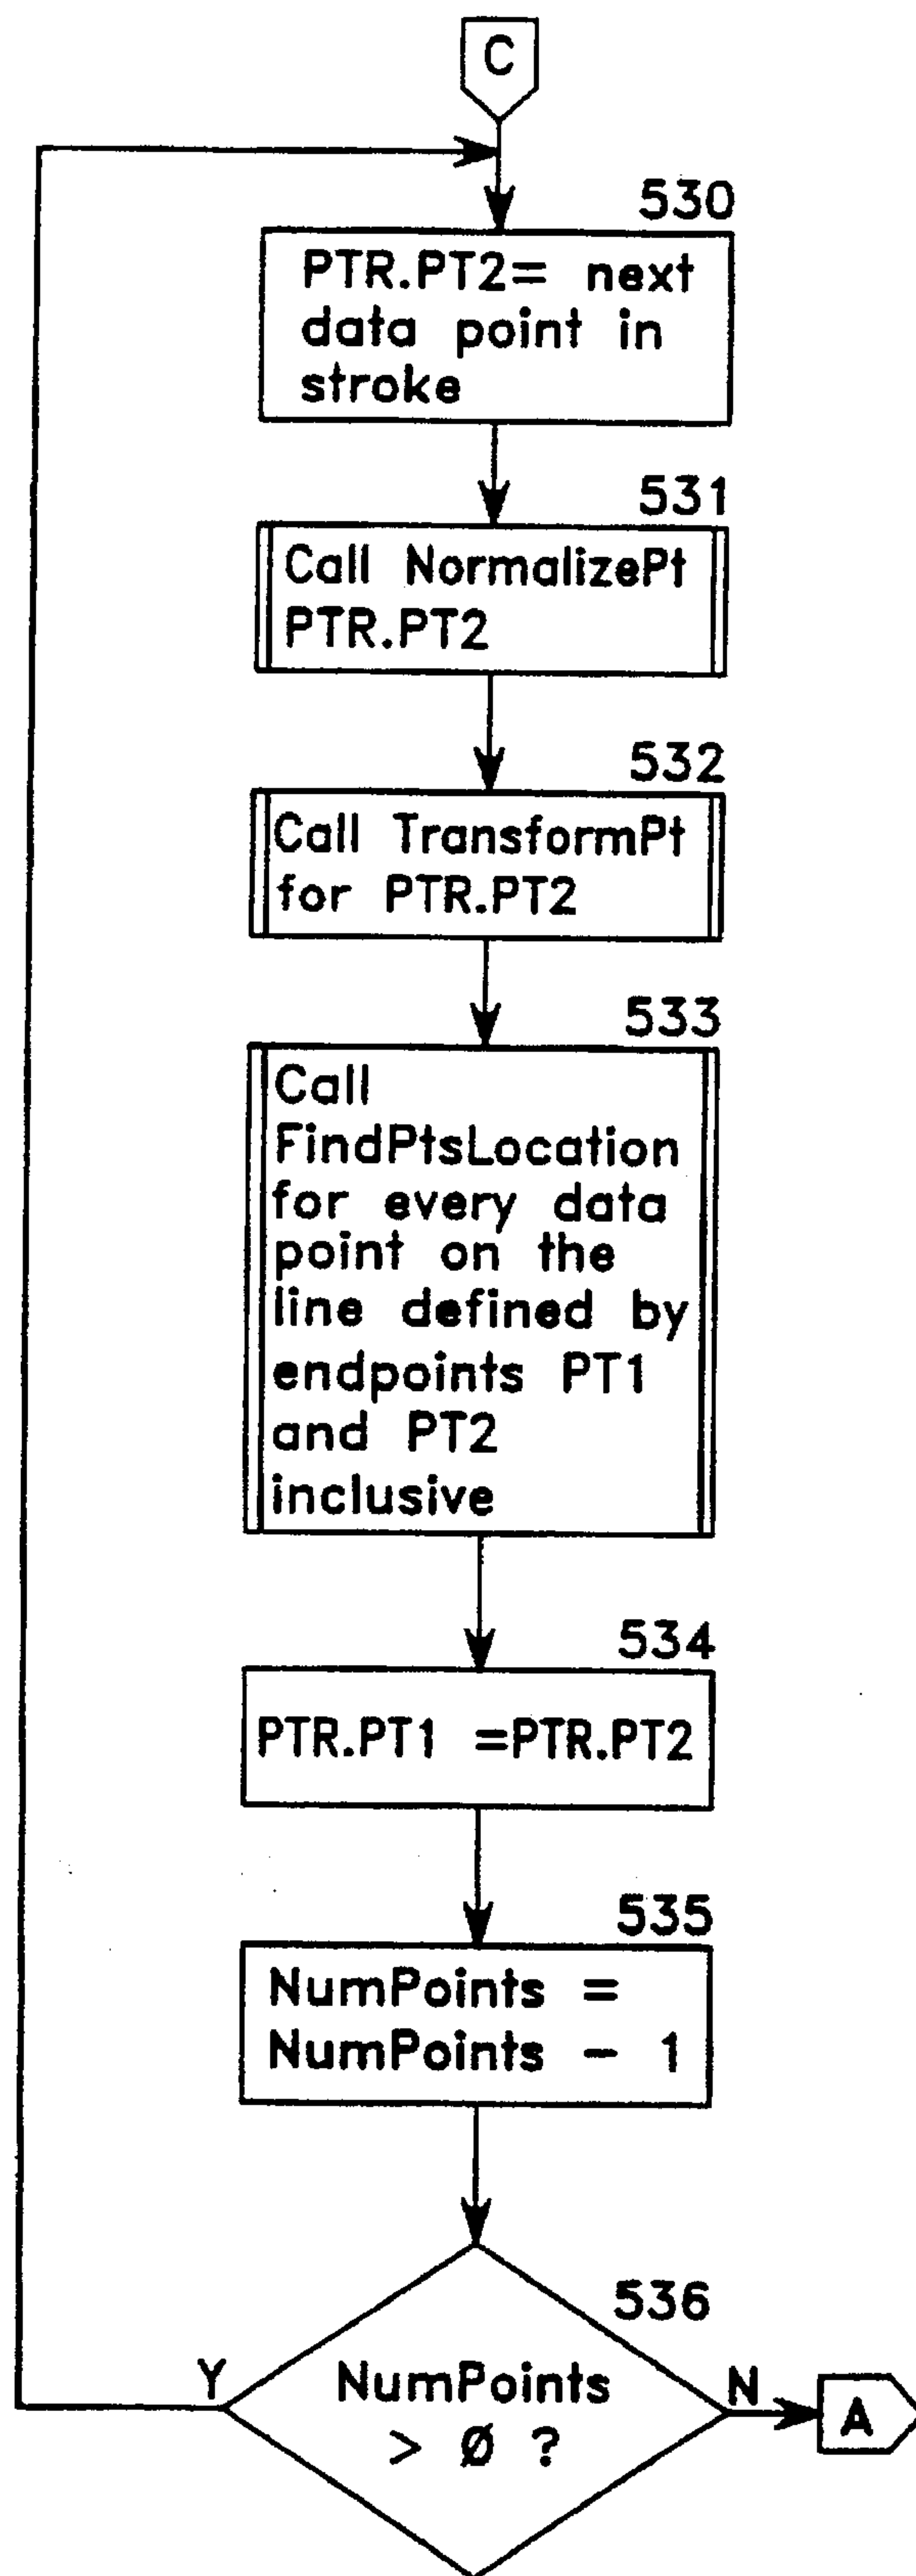 C
530
PTR.PT2= next
data point in
stroke
531
Call NormalizePt
PTR.PT2
532
Call TransformPt
for PTR.PT2
533
Call
FindPtsLocation
for every data
point on the
line defined by
endpoints PT1
and PT2
inclusive
534
PTR.PT1 =PTR.PT2
535
NumPoints =
NumPoints - 1
536
Y
NumPoints
> Ø ?
N
A